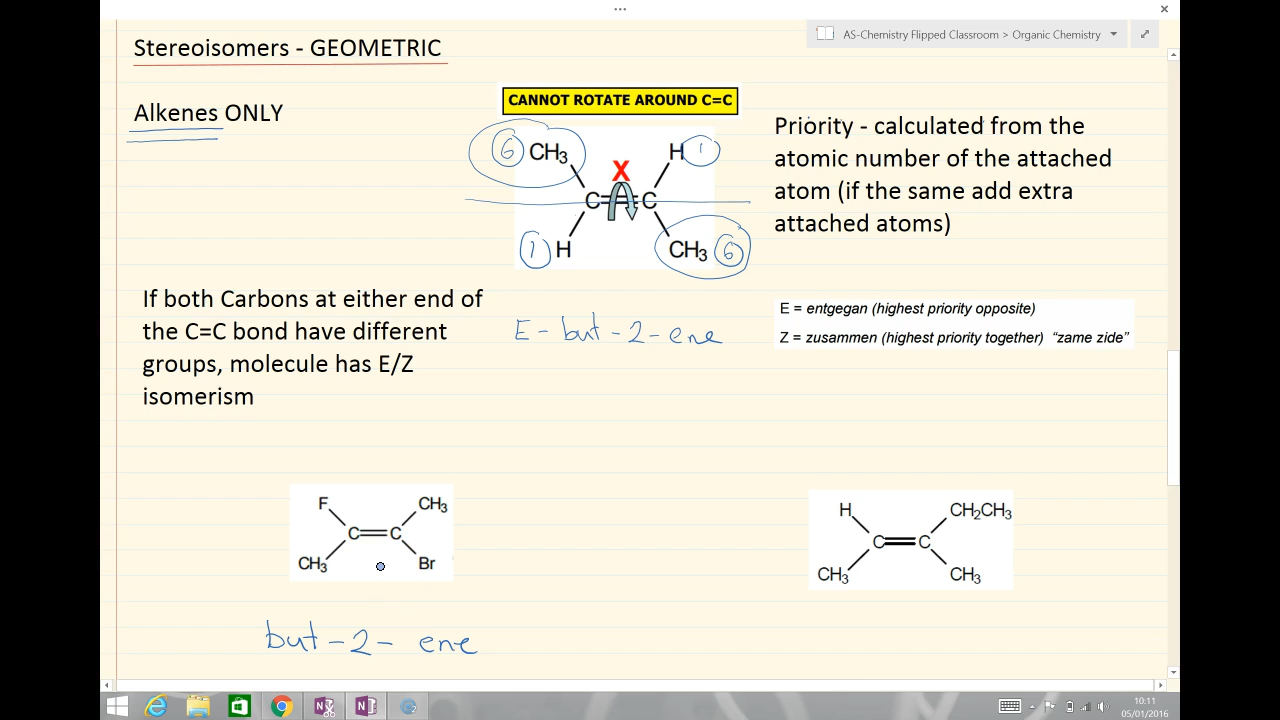 AS-Chemistry Flipped Classroom > Organic Chemistry
Stereoisomers - GEOMETRIC
Alkenes ONLY
CANNOT ROTATE AROUND C=C
6 CH3 X H 1
C C
1 H CH3 6
Priority - calculated from the
atomic number of the attached
atom (if the same add extra
attached atoms)
If both Carbons at either end of
the C=C bond have different
groups, molecule has E/Z
isomerism
E - but - 2 - ene
E = entgegan (highest priority opposite)
Z = zusammen (highest priority together) "zame zide"
F CH3
C C
CH3 Br
H CH2CH3
C C
CH3 CH3
but - 2 - ene
10:11
05/01/2016